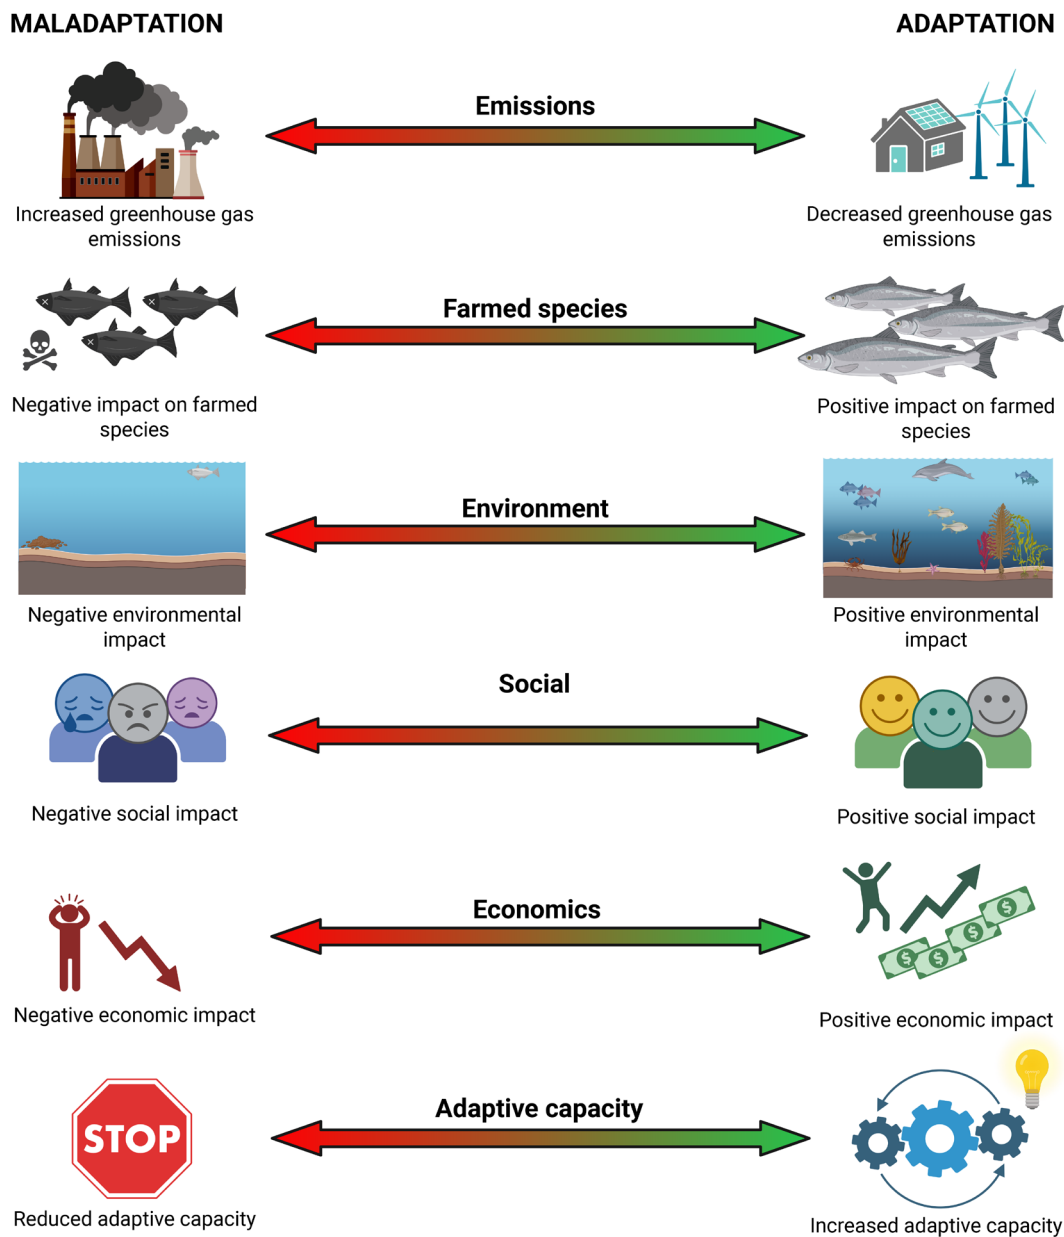 MALADAPTATION
ADAPTATION
Emissions
Increased greenhouse gas
emissions
Decreased greenhouse gas
emissions
Farmed species
Negative impact on farmed
species
Positive impact on farmed
species
Environment
Negative environmental
impact
Positive environmental
impact
Social
Negative social impact
Positive social impact
Economics
$
$
$
$
Negative economic impact
Positive economic impact
Adaptive capacity
STOP
Reduced adaptive capacity
Increased adaptive capacity